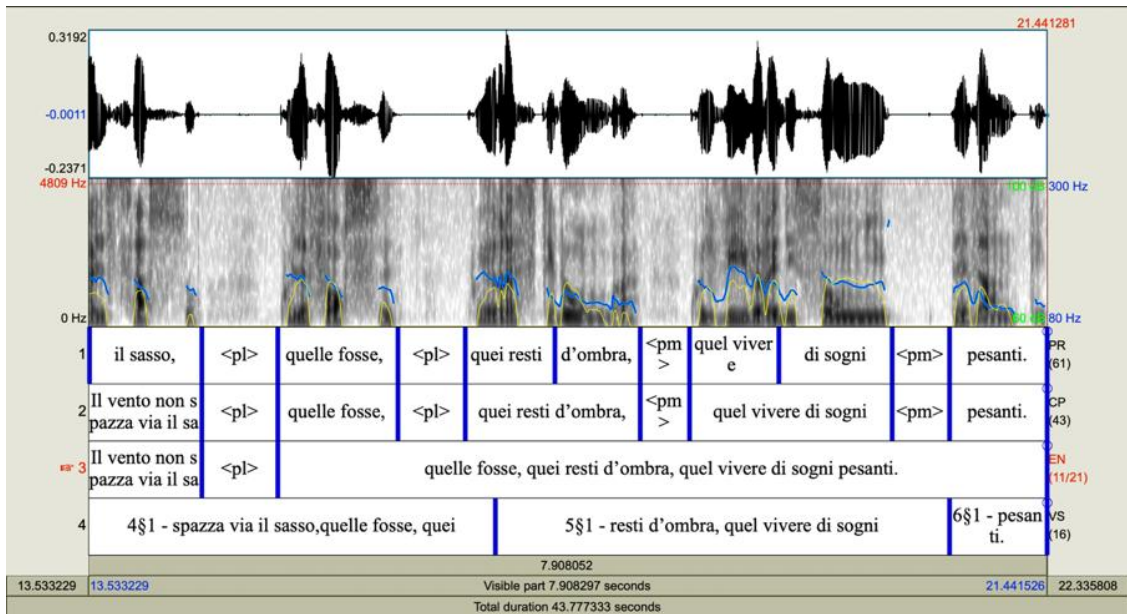 21.441281
0.3192
-0.0011
-0.2371
4809 Hz
100 dB
300 Hz
0 Hz
80 Hz
1
il sasso,
<pl>
quelle fosse,
<pl>
quei resti
d’ombra,
<pm
>
quel viver
e
di sogni
<pm>
pesanti.
PR
(61)
2
Il vento non s
pazza via il sa
<pl>
quelle fosse,
<pl>
quei resti d’ombra,
<pm
>
quel vivere di sogni
<pm>
pesanti.
CP
(43)
3
Il vento non s
pazza via il sa
<pl>
quelle fosse, quei resti d’ombra, quel vivere di sogni pesanti.
EN
(11/21)
4
4§1 - spazza via il sasso,quelle fosse, quei
5§1 - resti d’ombra, quel vivere di sogni
6§1 - pesan
ti.
VS
(16)
7.908052
13.533229
13.533229
Visible part 7.908297 seconds
21.441526
22.335808
Total duration 43.777333 seconds